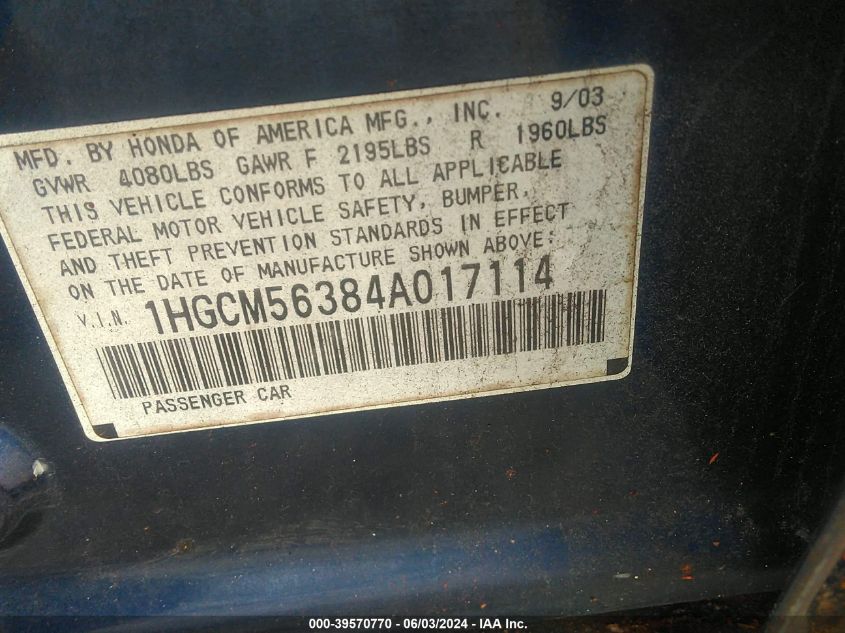 MFD. BY HONDA OF AMERICA MFG., INC. 9/03
GVWR 4080LBS GAWR F 2195LBS R 1960LBS
THIS VEHICLE CONFORMS TO ALL APPLICABLE
FEDERAL MOTOR VEHICLE SAFETY, BUMPER,
AND THEFT PREVENTION STANDARDS IN EFFECT
ON THE DATE OF MANUFACTURE SHOWN ABOVE:
V.I.N. 1HGCM56384A017114
PASSENGER CAR
000-39570770 - 06/03/2024 - IAA Inc.